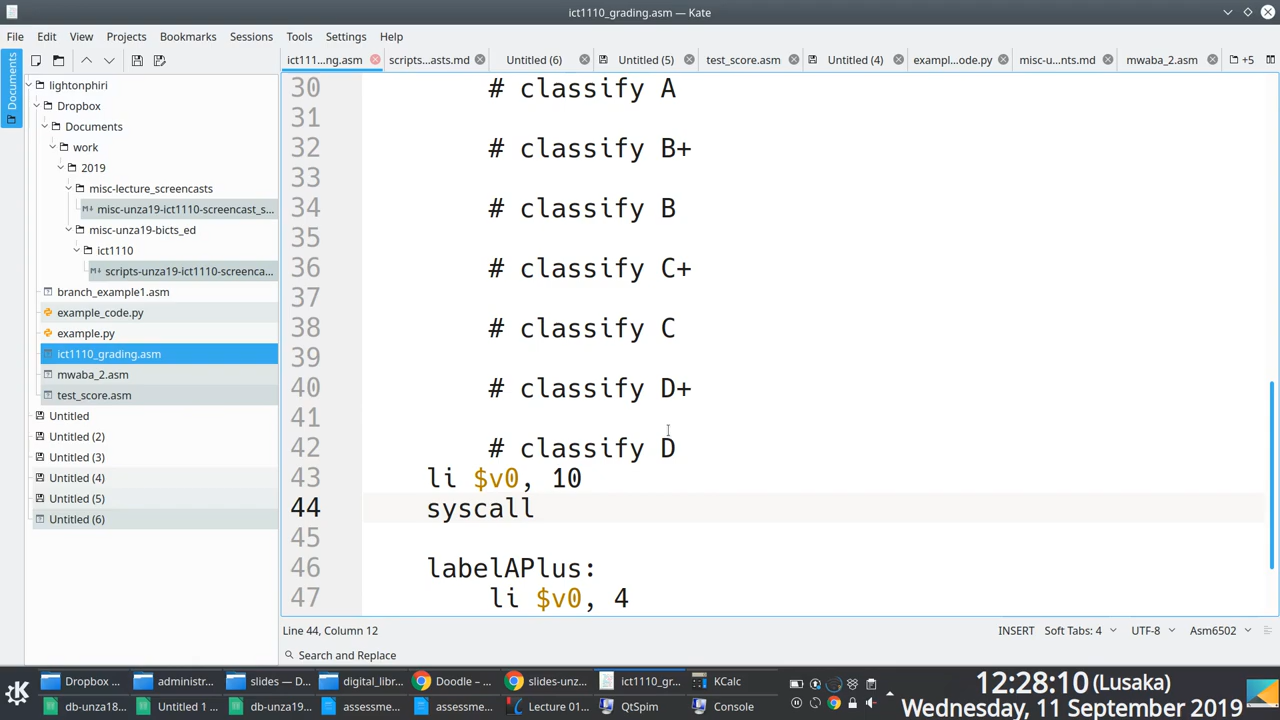 ict1110_grading.asm — Kate
File Edit View Projects Bookmarks Sessions Tools Settings Help
Documents
ict111...ng.asm scripts...asts.md Untitled (6) Untitled (5) test_score.asm Untitled (4) exampl...ode.py misc-u...nts.md mwaba_2.asm +5
lightonphiri
Dropbox
Documents
work
2019
misc-lecture_screencasts
misc-unza19-ict1110-screencast_s...
misc-unza19-bicts_ed
ict1110
scripts-unza19-ict1110-screenca...
branch_example1.asm
example_code.py
example.py
ict1110_grading.asm
mwaba_2.asm
test_score.asm
Untitled
Untitled (2)
Untitled (3)
Untitled (4)
Untitled (5)
Untitled (6)
30 # classify A
31
32 # classify B+
33
34 # classify B
35
36 # classify C+
37
38 # classify C
39
40 # classify D+
41
42 # classify D
43 li $v0, 10
44 syscall
45
46 labelAPlus:
47 li $v0, 4
Line 44, Column 12 INSERT Soft Tabs: 4 UTF-8 Asm6502
Search and Replace
Dropbox ... administr... slides — D... digital_libr... Doodle – ... slides-unz... ict1110_gr... KCalc
db-unza18... Untitled 1 ... db-unza19... assessme... assessme... Lecture 01... QtSpim Console
12:28:10 (Lusaka)
Wednesday, 11 September 2019